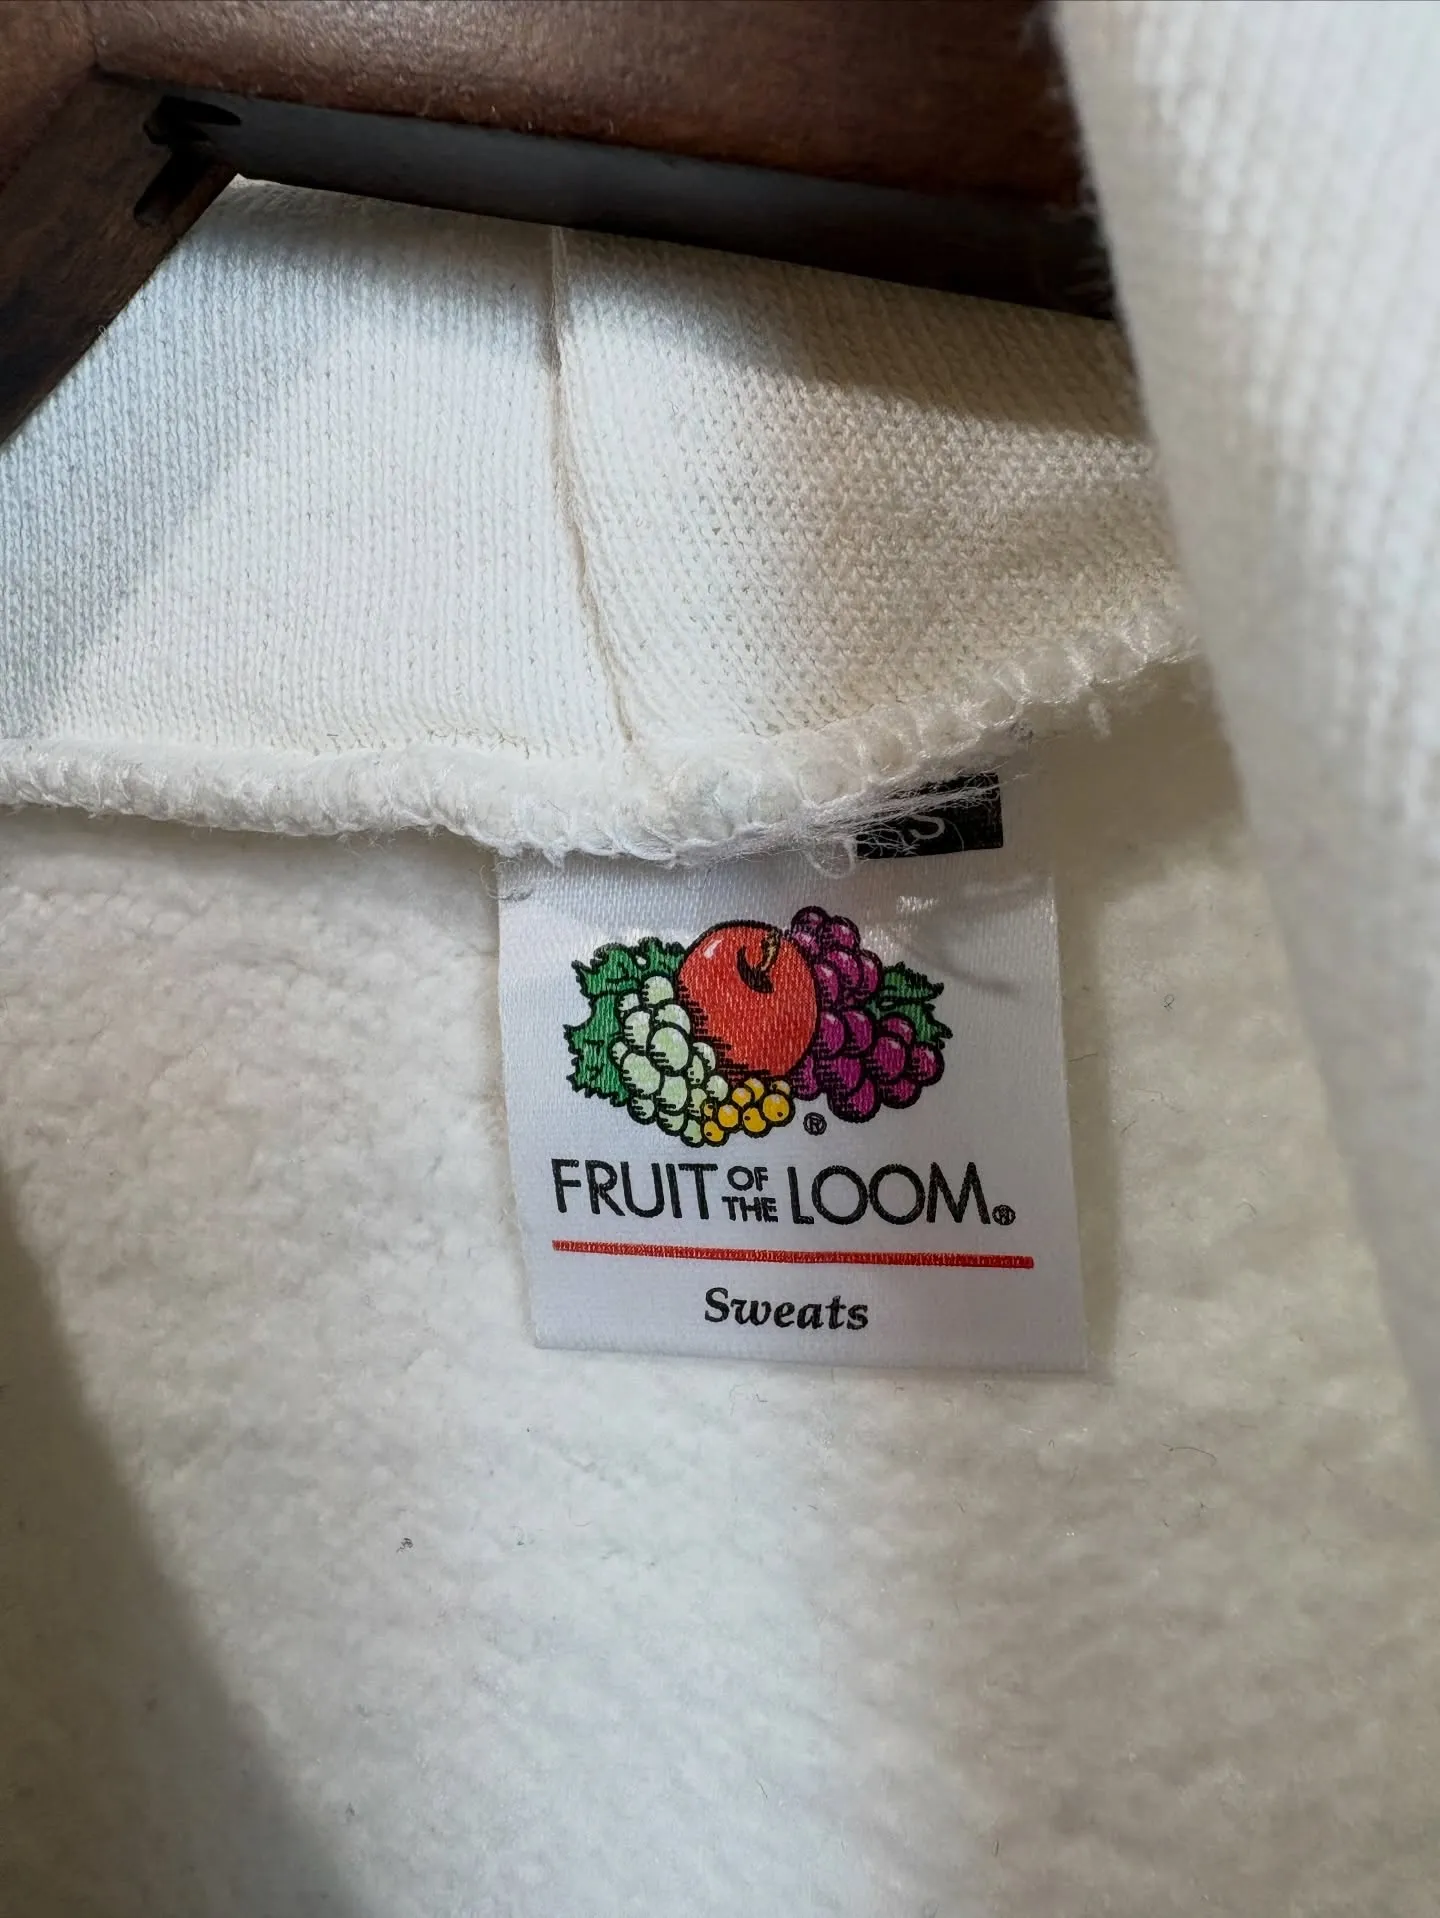 S
®
FRUIT OF THE LOOM®
Sweats